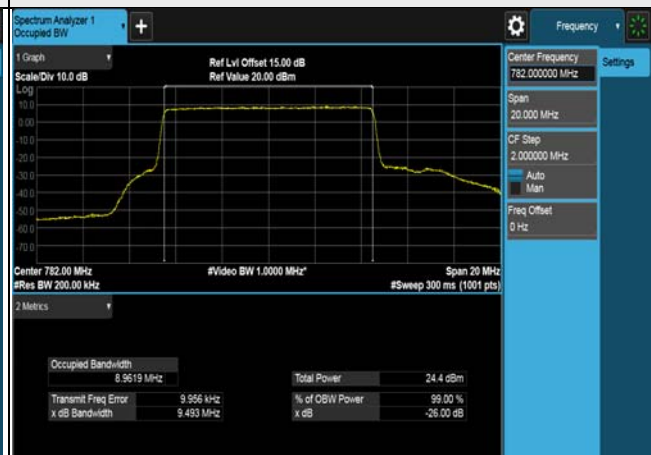 Spectrum Analyzer 1
Occupied BW
Frequency
1 Graph
Ref Lvl Offset 15.00 dB
Scale/Div 10.0 dB
Ref Value 20.00 dBm
Log
10.0
0.00
-10.0
-20.0
-30.0
-40.0
-50.0
-60.0
-70.0
Center 782.00 MHz
#Video BW 1.0000 MHz*
Span 20 MHz
#Res BW 200.00 kHz
#Sweep 300 ms (1001 pts)
Center Frequency
782.000000 MHz
Settings
Span
20.000 MHz
CF Step
2.000000 MHz
Auto
Man
Freq Offset
0 Hz
2 Metrics
Occupied Bandwidth
8.9619 MHz
Total Power 24.4 dBm
Transmit Freq Error 9.956 kHz
% of OBW Power 99.00 %
x dB Bandwidth 9.493 MHz
x dB -26.00 dB